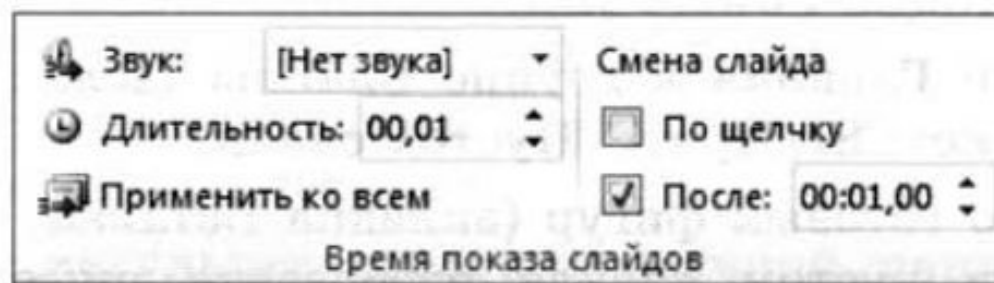 Звук: [Нет звука] Смена слайда
Длительность: 00,01 По щелчку
Применить ко всем После: 00:01,00
Время показа слайдов